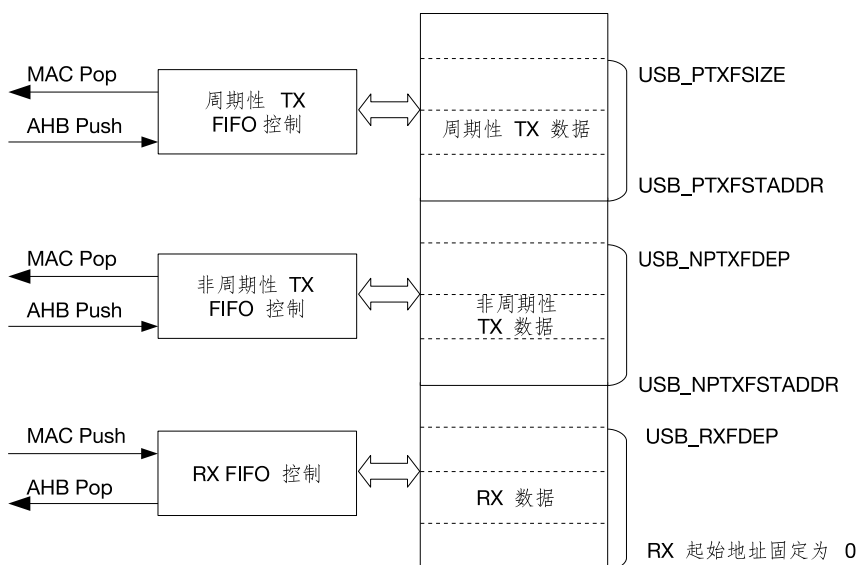 MAC Pop
AHB Push
周期性 TX
FIFO 控制
周期性 TX 数据
USB_PTXFSIZE
USB_PTXFSTADDR
MAC Pop
AHB Push
非周期性 TX
FIFO 控制
非周期性
TX 数据
USB_NPTXFDEP
USB_NPTXFSTADDR
MAC Push
AHB Pop
RX FIFO 控制
RX 数据
USB_RXFDEP
RX 起始地址固定为 0